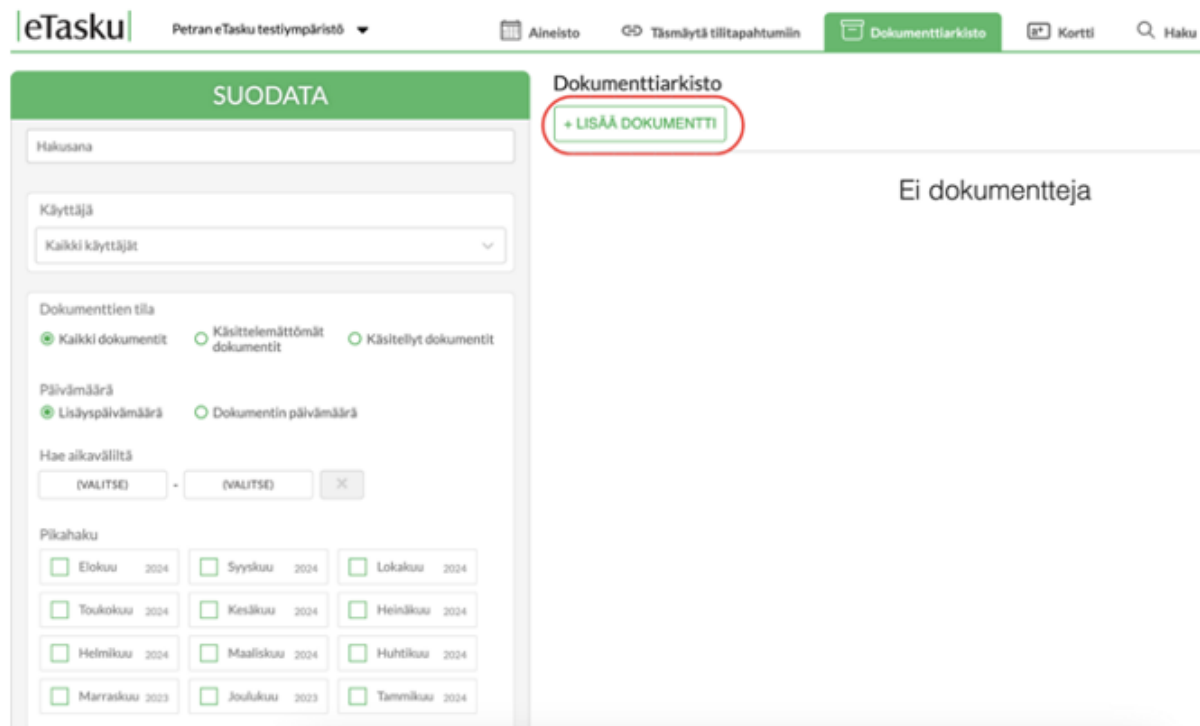 eTasku Petran eTasku testiympäristö Aineisto Täsmäytä tilitapahtumiin Dokumenttiarkisto Kortti Haku
SUODATA
Hakusana
Käyttäjä
Kaikki käyttäjät
Dokumenttien tila
Kaikki dokumentit Käsittelemättömät dokumentit Käsitellyt dokumentit
Päivämäärä
Lisäyspäivämäärä Dokumentin päivämäärä
Hae aikaväliltä
(VALITSE) - (VALITSE)
Pikahaku
Elokuu 2024 Syyskuu 2024 Lokakuu 2024
Toukokuu 2024 Kesäkuu 2024 Heinäkuu 2024
Helmikuu 2024 Maaliskuu 2024 Huhtikuu 2024
Marraskuu 2023 Joulukuu 2023 Tammikuu 2024
Dokumenttiarkisto
+ LISÄÄ DOKUMENTTI
Ei dokumentteja